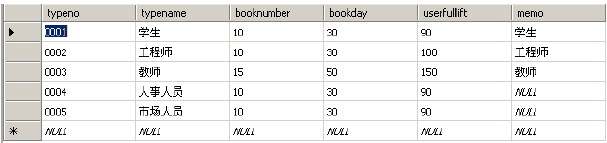 typeno typename booknumber bookday userfullift memo
0001 学生 10 30 90 学生
0002 工程师 10 30 100 工程师
0003 教师 15 50 150 教师
0004 人事人员 10 30 90 NULL
0005 市场人员 10 30 90 NULL
NULL NULL NULL NULL NULL NULL